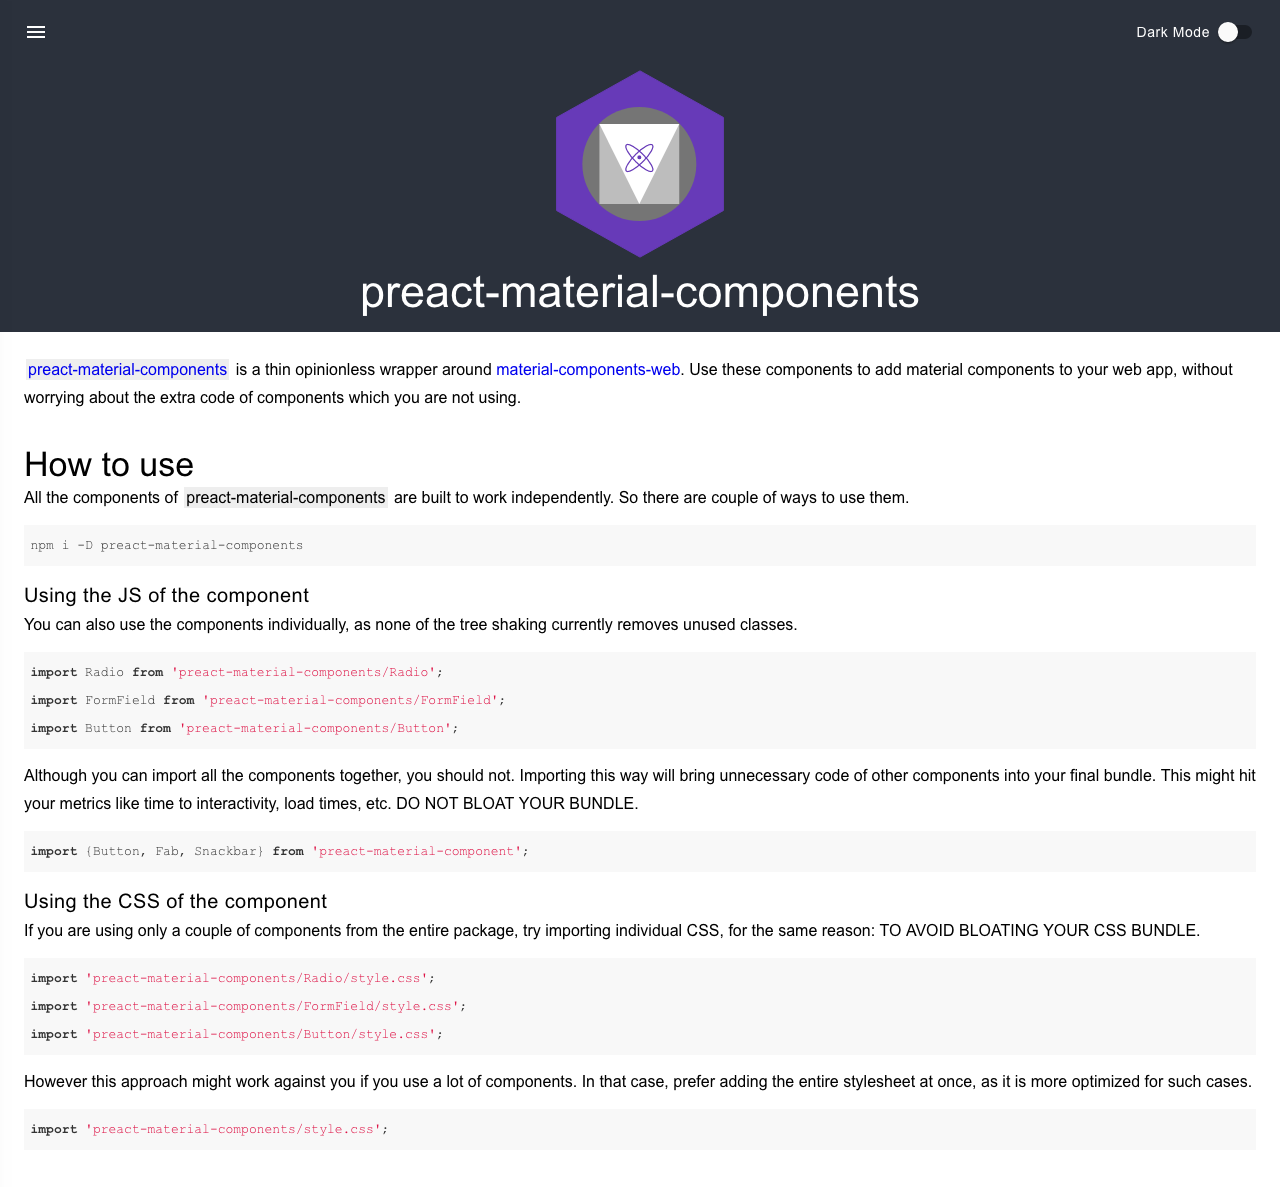 Dark Mode
preact-material-components
preact-material-components is a thin opinionless wrapper around material-components-web. Use these components to add material components to your web app, without
worrying about the extra code of components which you are not using.
How to use
All the components of preact-material-components are built to work independently. So there are couple of ways to use them.
npm i -D preact-material-components
Using the JS of the component
You can also use the components individually, as none of the tree shaking currently removes unused classes.
import Radio from 'preact-material-components/Radio';
import FormField from 'preact-material-components/FormField';
import Button from 'preact-material-components/Button';
Although you can import all the components together, you should not. Importing this way will bring unnecessary code of other components into your final bundle. This might hit
your metrics like time to interactivity, load times, etc. DO NOT BLOAT YOUR BUNDLE.
import {Button, Fab, Snackbar} from 'preact-material-component';
Using the CSS of the component
If you are using only a couple of components from the entire package, try importing individual CSS, for the same reason: TO AVOID BLOATING YOUR CSS BUNDLE.
import 'preact-material-components/Radio/style.css';
import 'preact-material-components/FormField/style.css';
import 'preact-material-components/Button/style.css';
However this approach might work against you if you use a lot of components. In that case, prefer adding the entire stylesheet at once, as it is more optimized for such cases.
import 'preact-material-components/style.css';